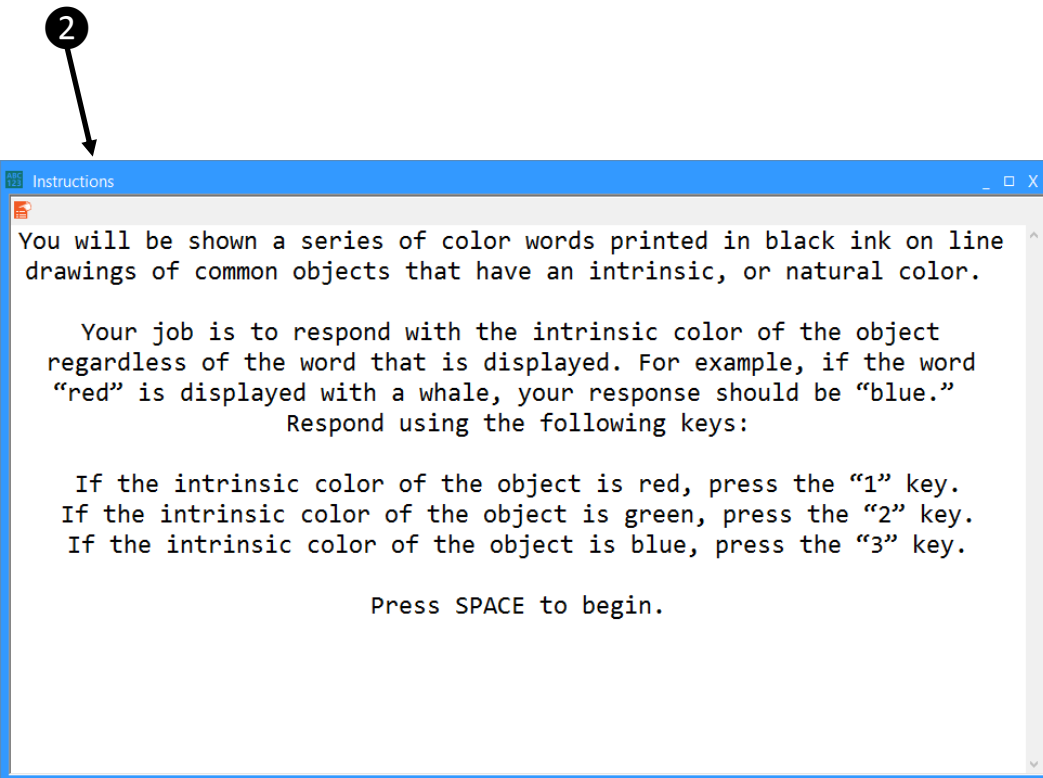 2
ABC
123
Instructions
You will be shown a series of color words printed in black ink on line
drawings of common objects that have an intrinsic, or natural color.
Your job is to respond with the intrinsic color of the object
regardless of the word that is displayed. For example, if the word
“red” is displayed with a whale, your response should be “blue.”
Respond using the following keys:
If the intrinsic color of the object is red, press the “1” key.
If the intrinsic color of the object is green, press the “2” key.
If the intrinsic color of the object is blue, press the “3” key.
Press SPACE to begin.